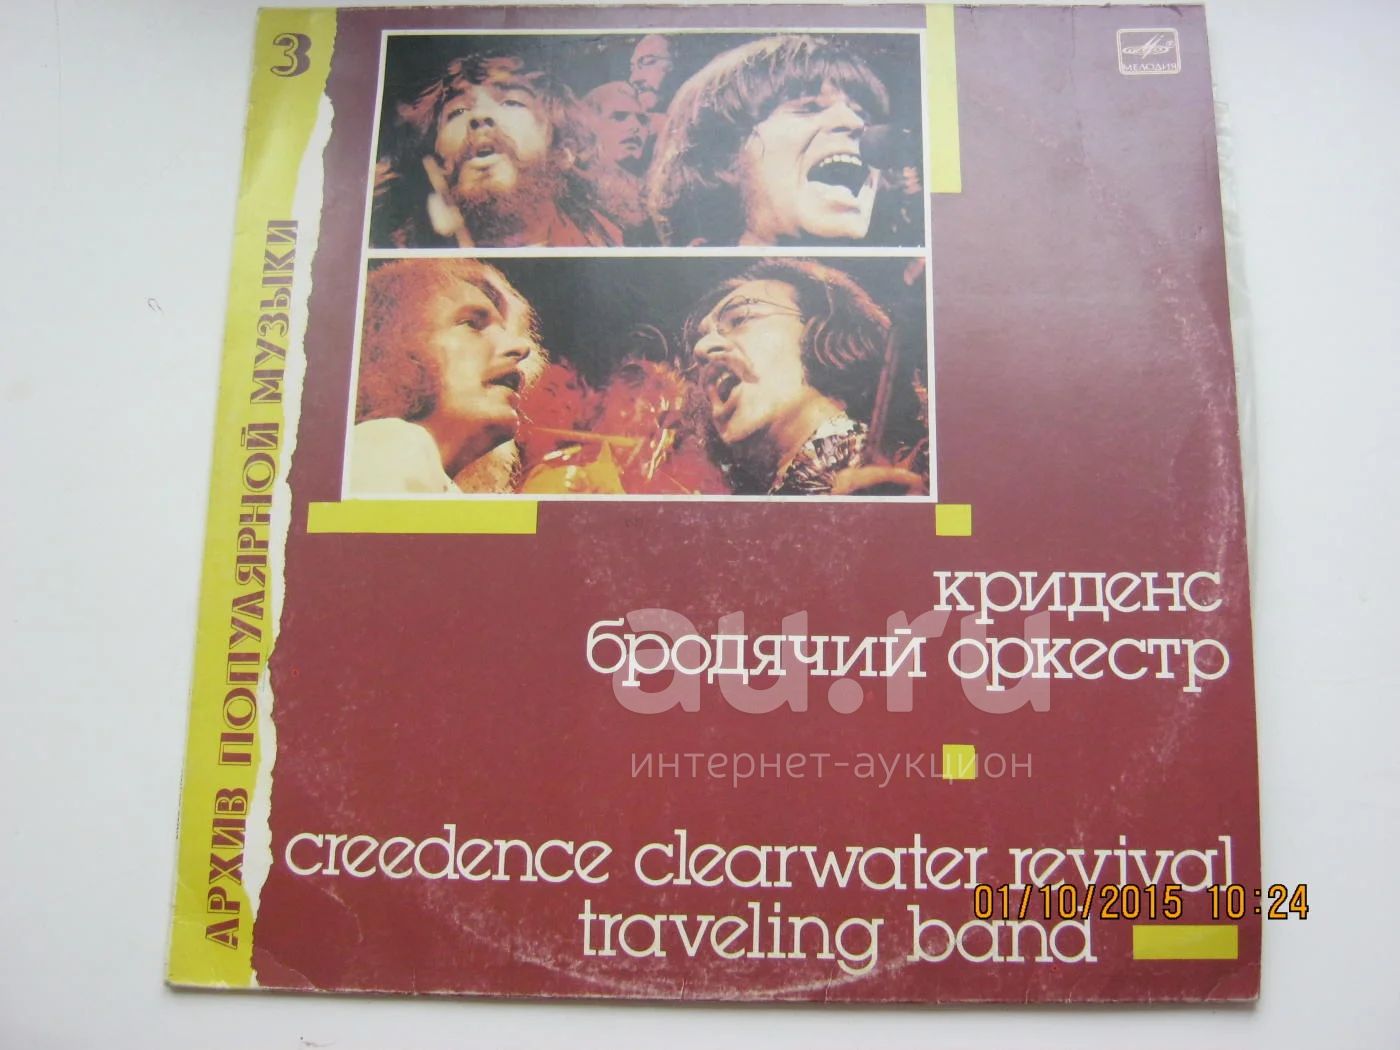 3
АРХИВ ПОПУЛЯРНОЙ МУЗЫКИ
МЕЛОДИЯ
криденс
бродячий оркестр
au.ru
интернет-аукцион
creedence clearwater revival
traveling band
01/10/2015 10:24